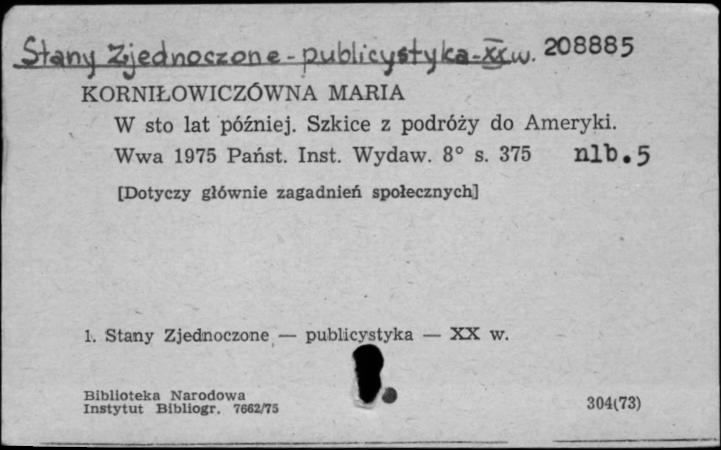 Stany Zjednoczone - publicystyka - XX w. 208885
KORNIŁOWICZÓWNA MARIA
W sto lat później. Szkice z podróży do Ameryki.
Wwa 1975 Państ. Inst. Wydaw. 8° s. 375 nlb.5
[Dotyczy głównie zagadnień społecznych]
1. Stany Zjednoczone — publicystyka — XX w.
Biblioteka Narodowa
Instytut Bibliogr. 7662/75 304(73)